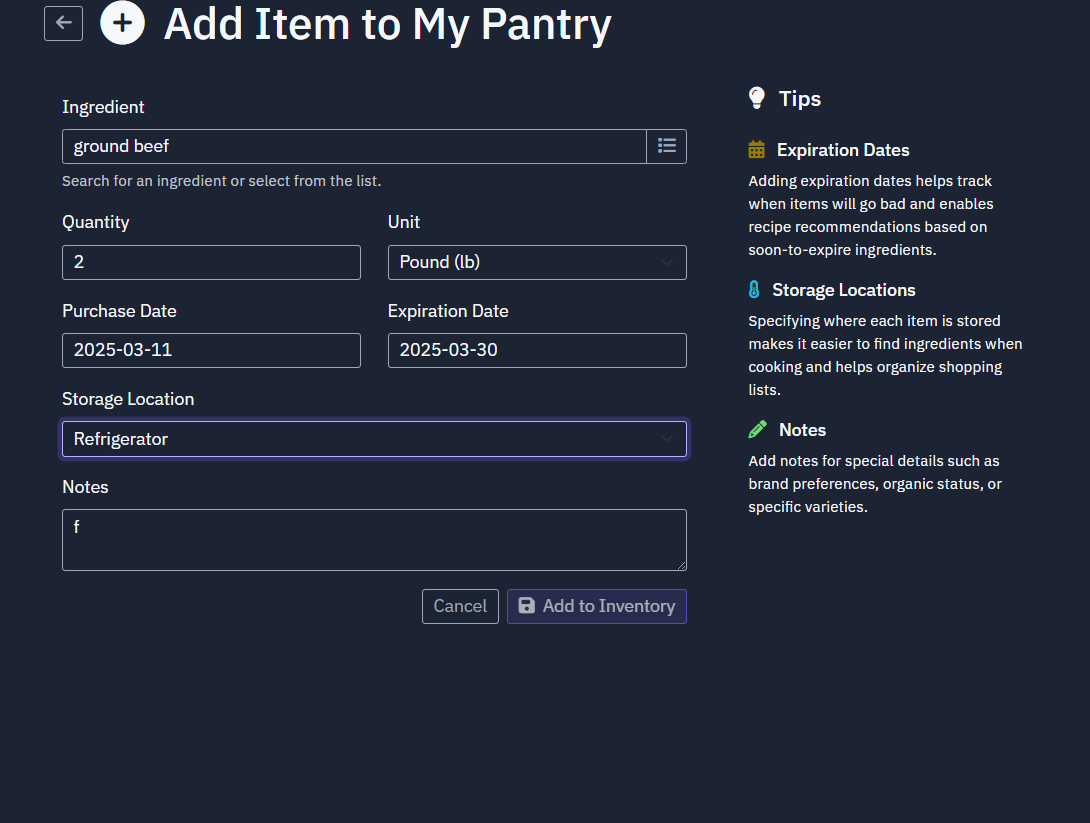 Add Item to My Pantry
Ingredient
ground beef
Search for an ingredient or select from the list.
Quantity
Unit
2
Pound (lb)
Purchase Date
Expiration Date
2025-03-11
2025-03-30
Storage Location
Refrigerator
Notes
f
Cancel
Add to Inventory
Tips
Expiration Dates
Adding expiration dates helps track
when items will go bad and enables
recipe recommendations based on
soon-to-expire ingredients.
Storage Locations
Specifying where each item is stored
makes it easier to find ingredients when
cooking and helps organize shopping
lists.
Notes
Add notes for special details such as
brand preferences, organic status, or
specific varieties.